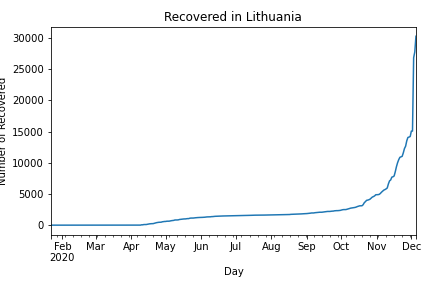 Recovered in Lithuania
30000
25000
20000
15000
10000
5000
0
Number of Recovered
Feb Mar Apr May Jun Jul Aug Sep Oct Nov Dec
2020
Day